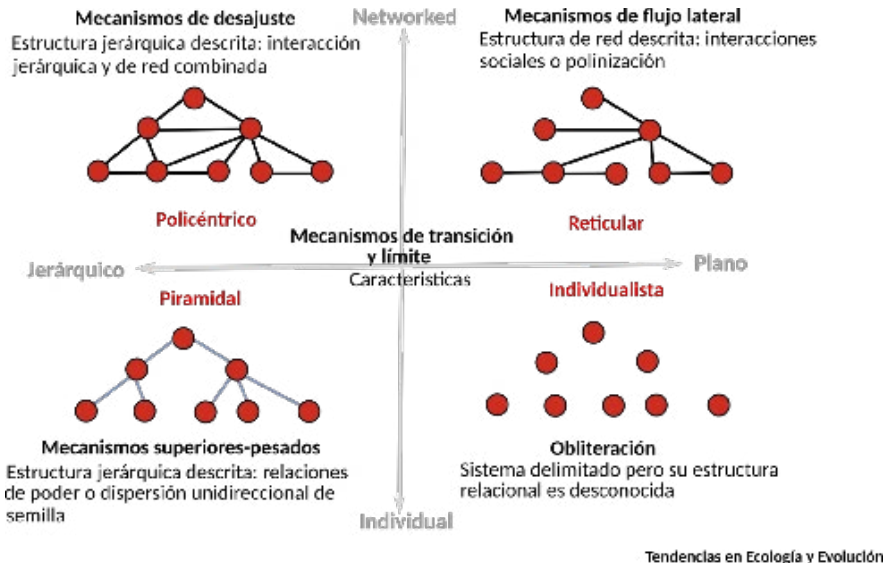 Networked
Mecanismos de desajuste
Estructura jerárquica descrita: interacción
jerárquica y de red combinada
Mecanismos de flujo lateral
Estructura de red descrita: interacciones
sociales o polinización
Policéntrico
Reticular
Mecanismos de transición
y límite
Caracteristicas
Jerárquico
Plano
Piramidal
Individualista
Mecanismos superiores-pesados
Estructura jerárquica descrita: relaciones
de poder o dispersión unidireccional de
semilla
Obliteración
Sistema delimitado pero su estructura
relacional es desconocida
Individual
Tendencias en Ecología y Evolución